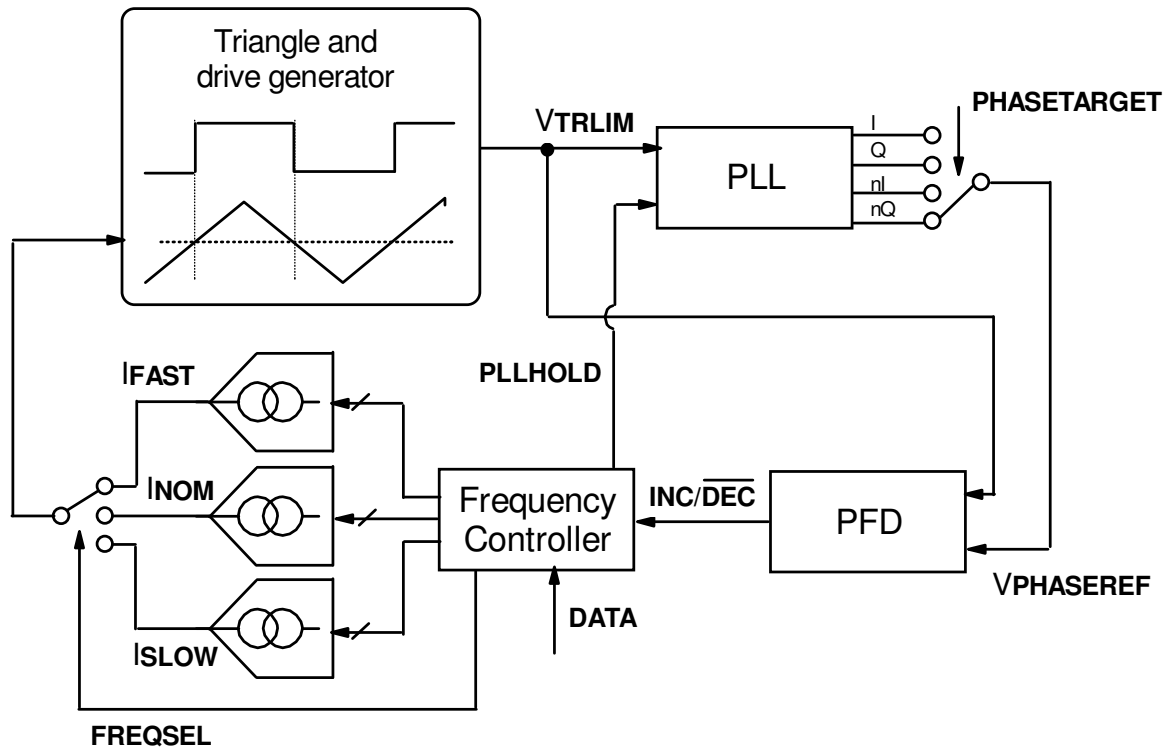 Triangle and
drive generator
VTRLIM
PLL
I
Q
nI
nQ
PHASETARGET
IFAST
INOM
ISLOW
PLLHOLD
Frequency
Controller
INC/DEC
PFD
DATA
VPHASEREF
FREQSEL